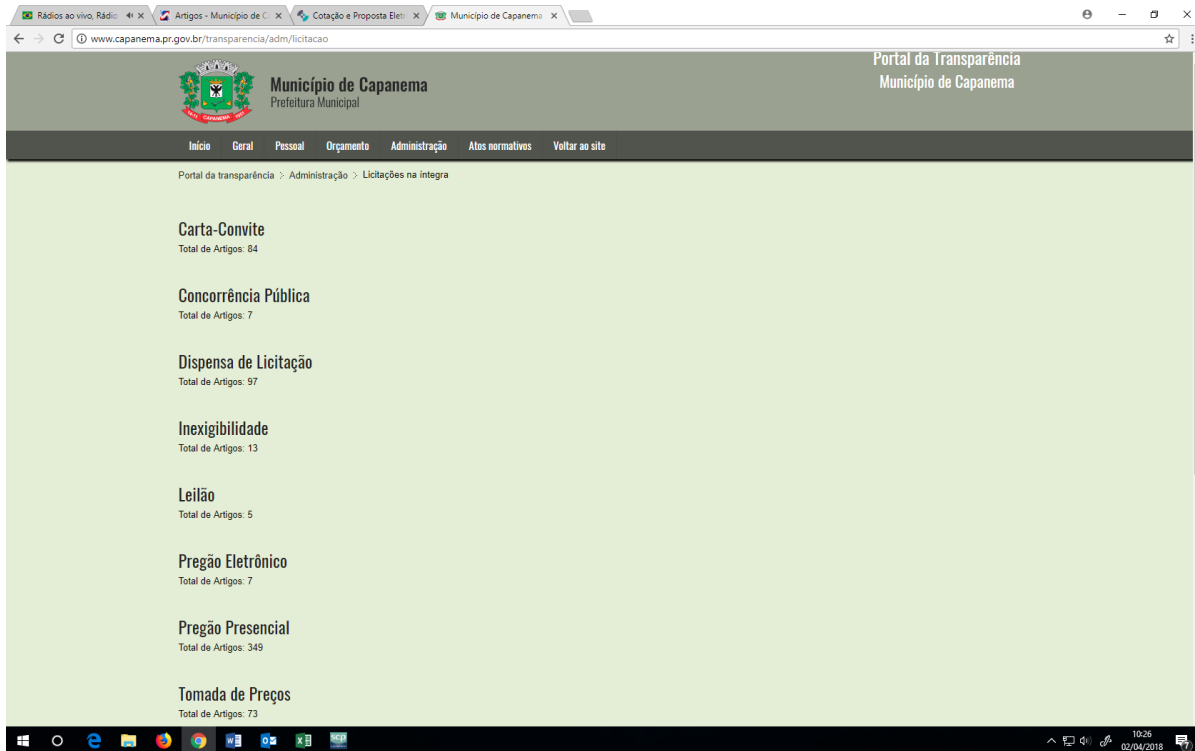 Rádios ao vivo, Rádio
Artigos - Município de C
Cotação e Proposta Eletr
Município de Capanema
www.capanema.pr.gov.br/transparencia/adm/licitacao
Portal da Transparência
Município de Capanema
Município de Capanema
Prefeitura Municipal
CAPANEMA
Início Geral Pessoal Orçamento Administração Atos normativos Voltar ao site
Portal da transparência > Administração > Licitações na íntegra
Carta-Convite
Total de Artigos: 84
Concorrência Pública
Total de Artigos: 7
Dispensa de Licitação
Total de Artigos: 97
Inexigibilidade
Total de Artigos: 13
Leilão
Total de Artigos: 5
Pregão Eletrônico
Total de Artigos: 7
Pregão Presencial
Total de Artigos: 349
Tomada de Preços
Total de Artigos: 73
scp
10:26
02/04/2018